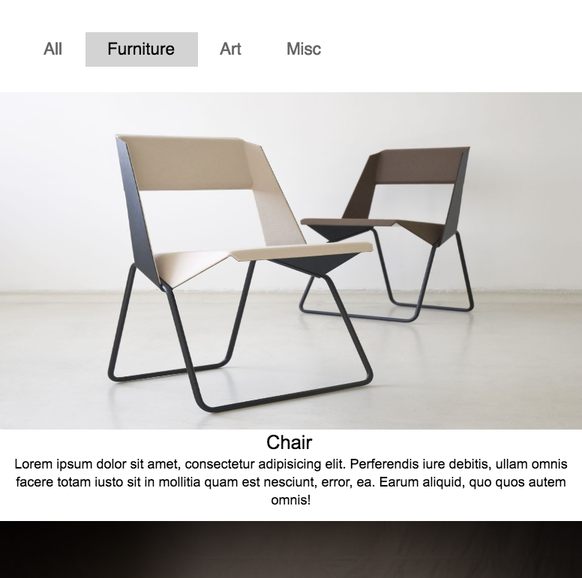 All Furniture Art Misc
Chair
Lorem ipsum dolor sit amet, consectetur adipisicing elit. Perferendis iure debitis, ullam omnis
facere totam iusto sit in mollitia quam est nesciunt, error, ea. Earum aliquid, quo quos autem
omnis!